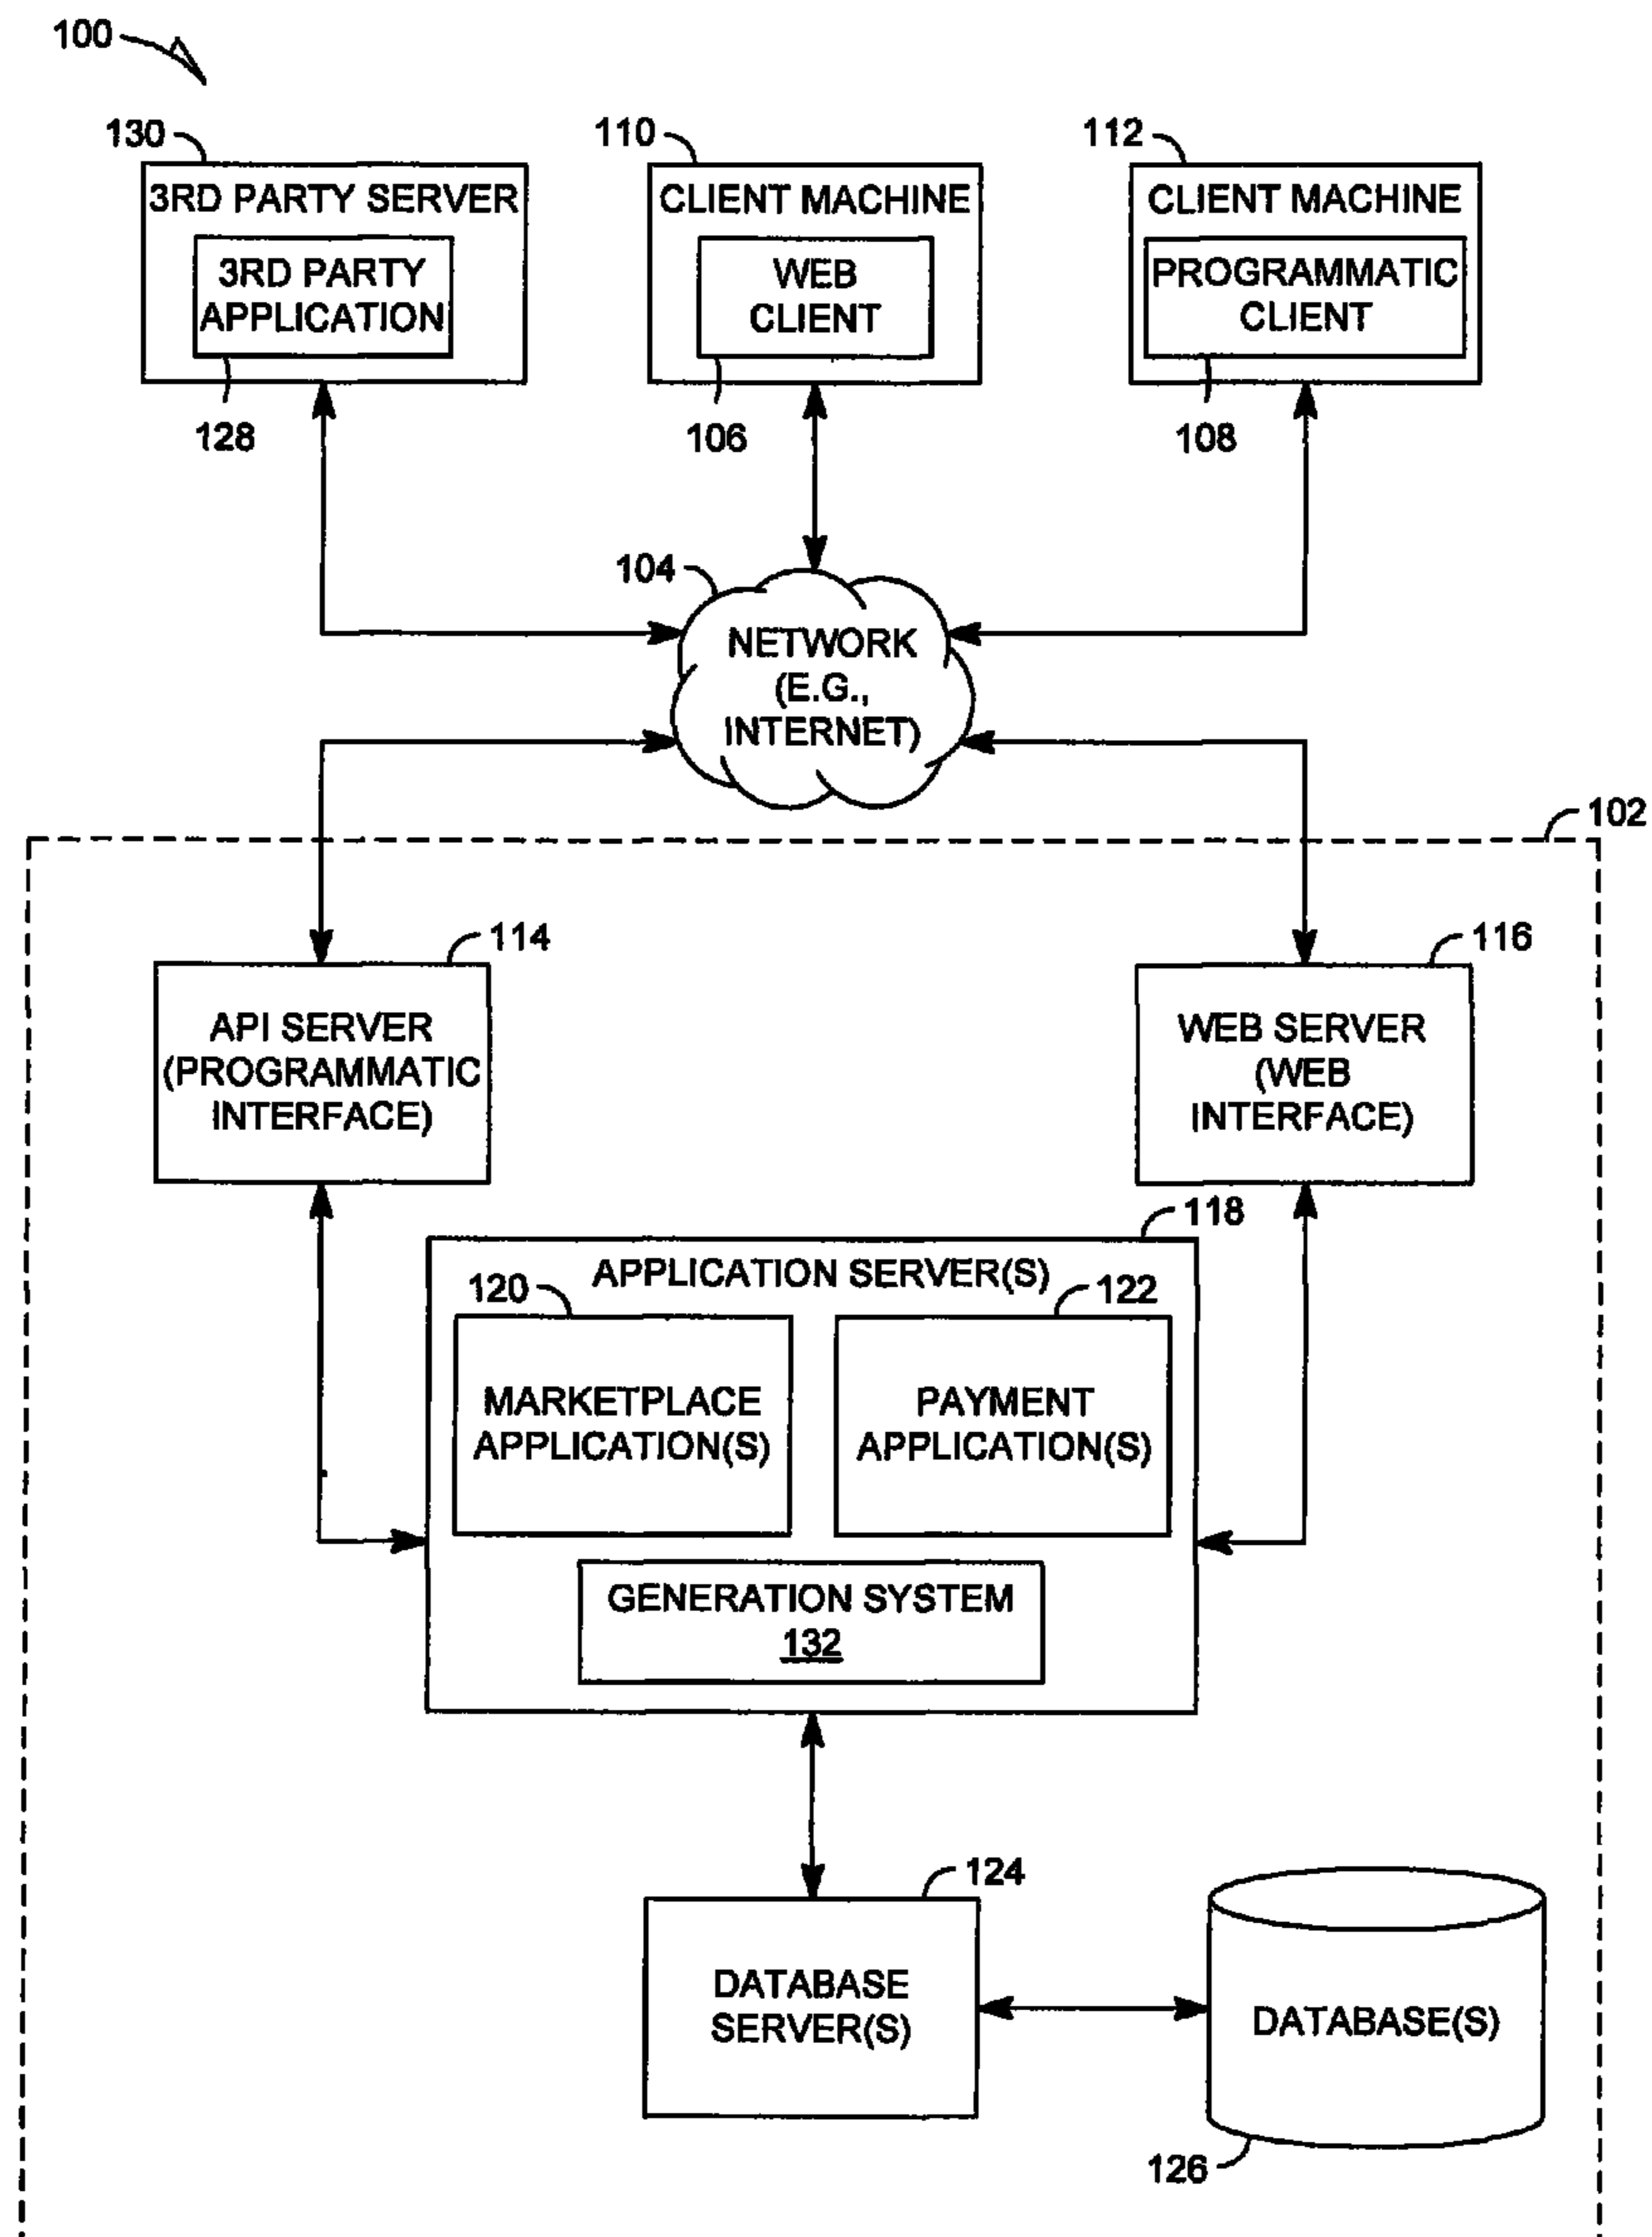 100
130
110
112
3RD PARTY SERVER
3RD PARTY
APPLICATION
128
CLIENT MACHINE
WEB
CLIENT
106
CLIENT MACHINE
PROGRAMMATIC
CLIENT
108
104
NETWORK
(E.G.,
INTERNET)
102
114
API SERVER
(PROGRAMMATIC
INTERFACE)
116
WEB SERVER
(WEB
INTERFACE)
118
APPLICATION SERVER(S)
120
122
MARKETPLACE
APPLICATION(S)
PAYMENT
APPLICATION(S)
GENERATION SYSTEM
132
124
DATABASE
SERVER(S)
DATABASE(S)
126